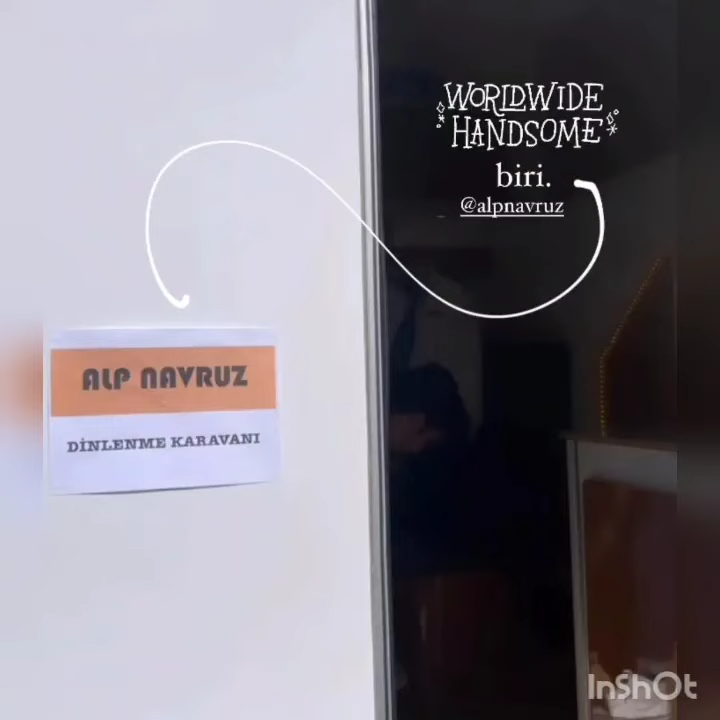 WORLDWIDE
HANDSOME
biri.
@alpnavruz
ALP NAVRUZ
DİNLENME KARAVANI
InShOt